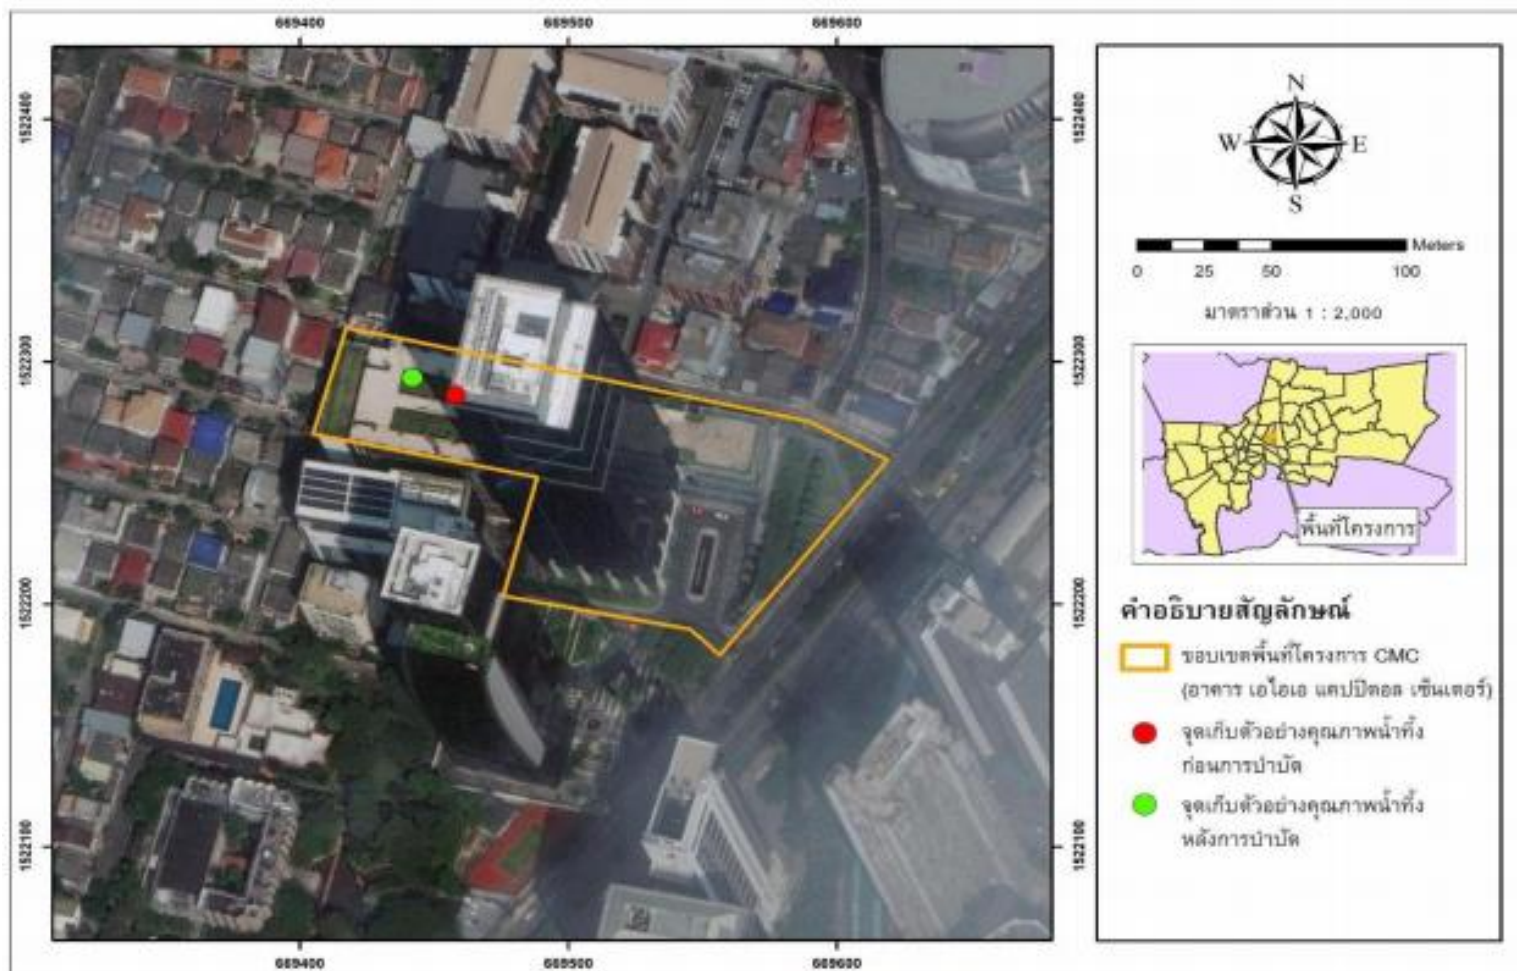 669400 669500 669600
1522400
1522400
N
W E
S
Meters
0 25 50 100
มาตราส่วน 1 : 2,000
1522300
1522300
พื้นที่โครงการ
1522200
1522200
คำอธิบายสัญลักษณ์
ขอบเขตพื้นที่โครงการ CMC
(อาคาร เอไอเอ แคปปิตอล เซ็นเตอร์)
จุดเก็บตัวอย่างคุณภาพน้ำทิ้ง
ก่อนการบำบัด
จุดเก็บตัวอย่างคุณภาพน้ำทิ้ง
หลังการบำบัด
1522100
1522100
669400 669500 669600